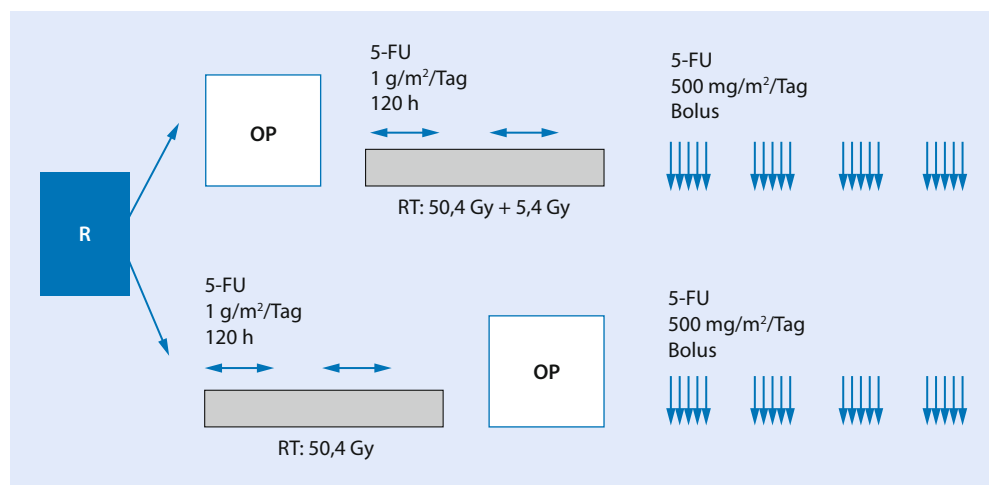 R
OP
5-FU
1 g/m²/Tag
120 h
RT: 50,4 Gy + 5,4 Gy
5-FU
500 mg/m²/Tag
Bolus
5-FU
1 g/m²/Tag
120 h
RT: 50,4 Gy
OP
5-FU
500 mg/m²/Tag
Bolus